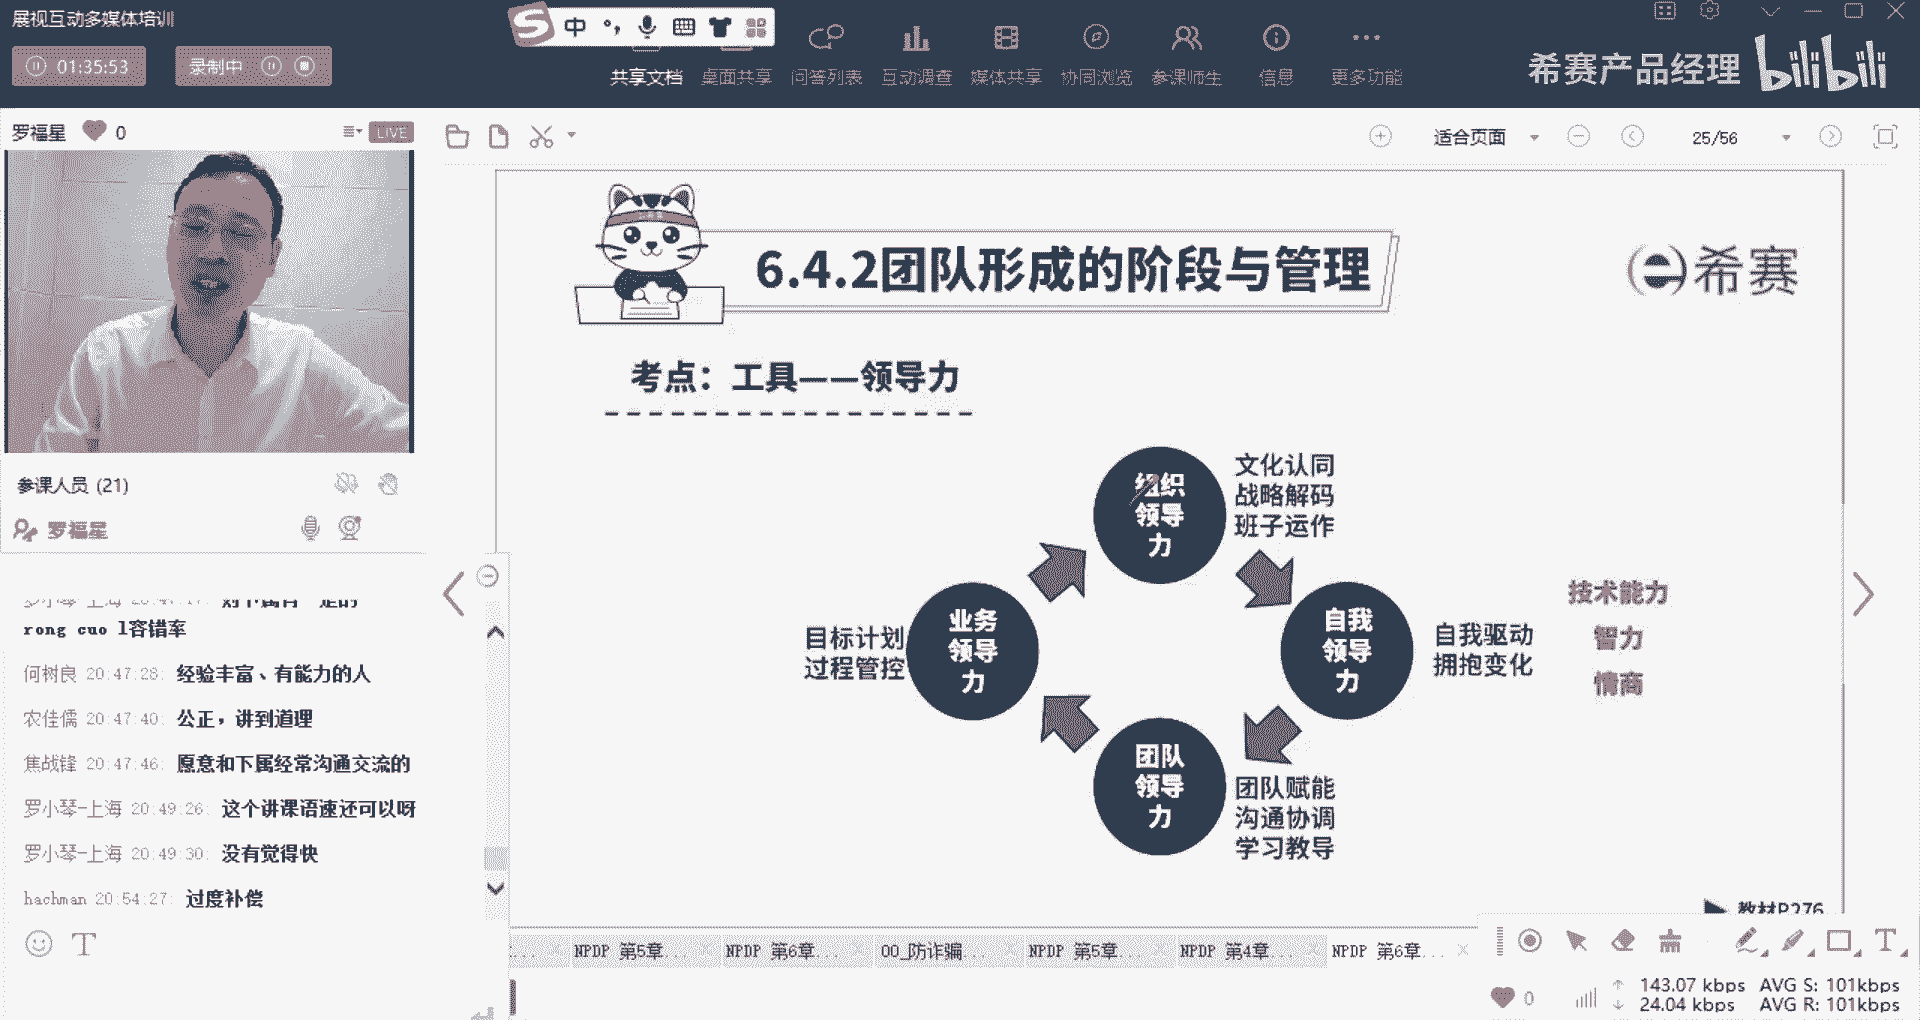 展视互动多媒体培训
01:35:53
录制中
中
共享文档
桌面共享
问答列表
互动调查
媒体共享
协同浏览
参课师生
信息
更多功能
希赛产品经理
bilibili
罗福星
0
LIVE
适合页面
25/56
6.4.2团队形成的阶段与管理
希赛
考点：工具——领导力
组织
领导
力
文化认同
战略解码
班子运作
业务
领导
力
目标计划
过程管控
自我
领导
力
自我驱动
拥抱变化
技术能力
智力
情商
团队
领导
力
团队赋能
沟通协调
学习教导
教材P276
参课人员 (21)
罗福星
rong cuo l容错率
何树良 20:47:28: 经验丰富、有能力的人
农佳儒 20:47:40: 公正，讲到道理
焦战锋 20:47:46: 愿意和下属经常沟通交流的
罗小琴-上海 20:49:26: 这个讲课语速还可以呀
罗小琴-上海 20:49:30: 没有觉得快
hachman 20:54:27: 过度补偿
NPDP 第5章...
NPDP 第6章...
00_防诈骗...
NPDP 第5章...
NPDP 第4章...
NPDP 第6章...
0
143.07 kbps AVG S: 101kbps
24.04 kbps AVG R: 101kbps